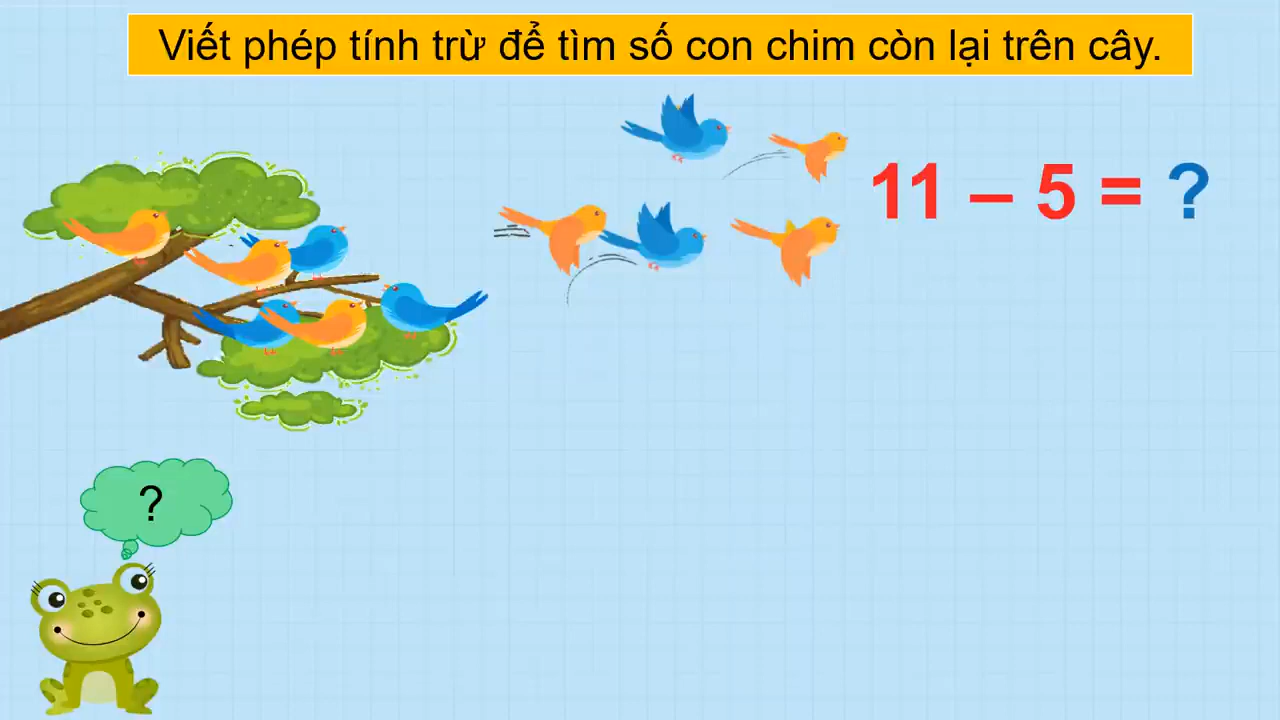 Viết phép tính trừ để tìm số con chim còn lại trên cây.
11 – 5 = ?
?